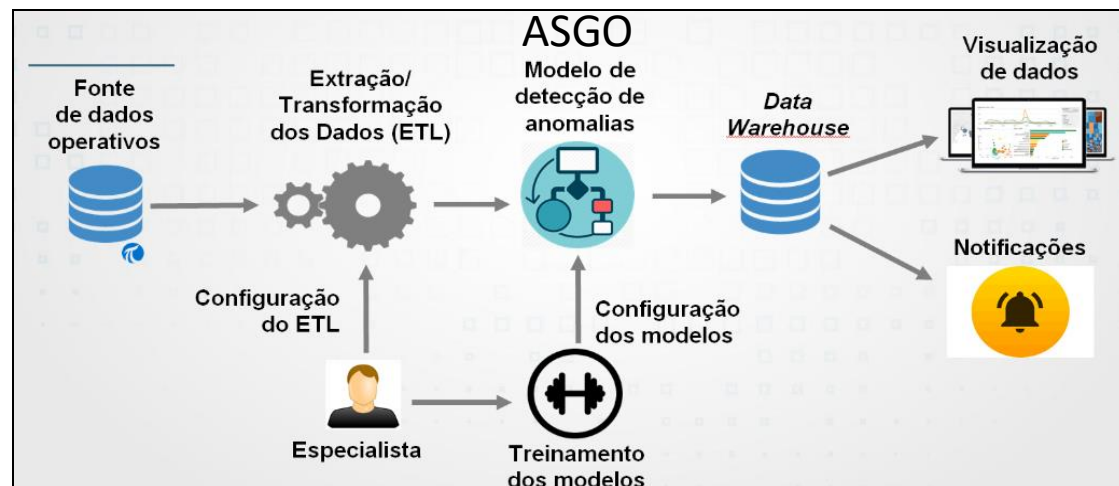 ASGO
Fonte
de dados
operativos
Extração/
Transformação
dos Dados (ETL)
Modelo de
detecção de
anomalias
Data
Warehouse
Visualização
de dados
Notificações
Configuração
do ETL
Configuração
dos modelos
Especialista
Treinamento
dos modelos